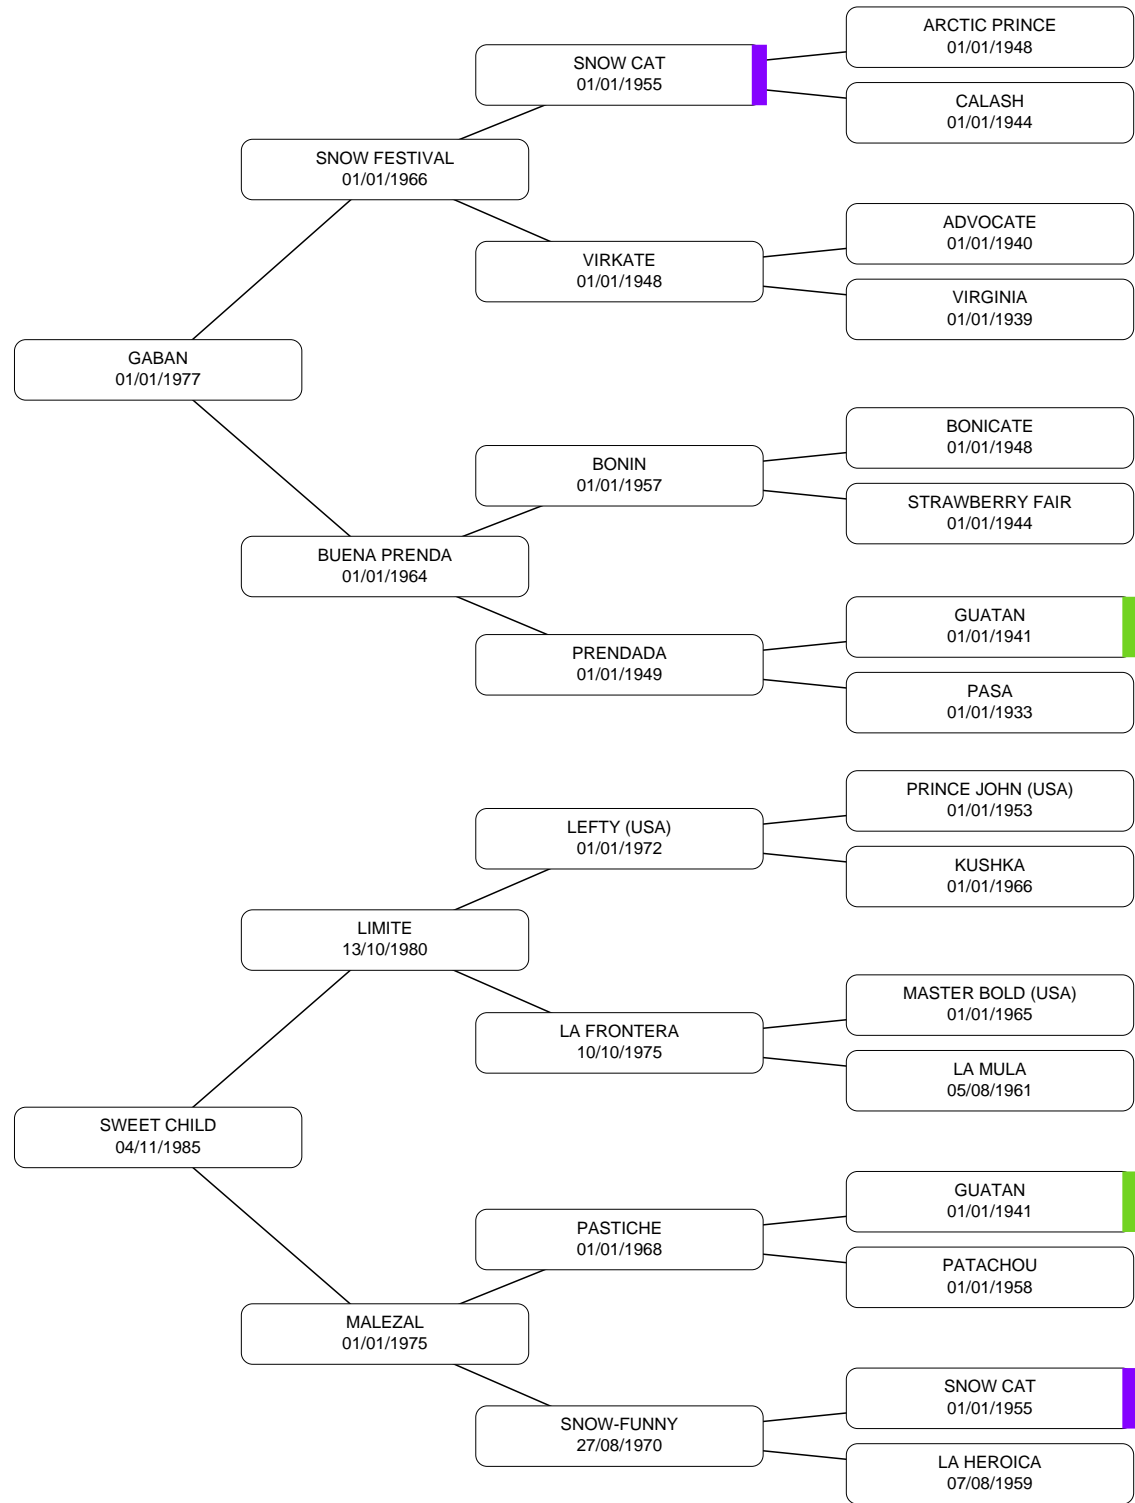 ARCTIC PRINCE
01/01/1948
SNOW CAT
01/01/1955
CALASH
01/01/1944
SNOW FESTIVAL
01/01/1966
ADVOCATE
01/01/1940
VIRKATE
01/01/1948
VIRGINIA
01/01/1939
GABAN
01/01/1977
BONICATE
01/01/1948
BONIN
01/01/1957
STRAWBERRY FAIR
01/01/1944
BUENA PRENDA
01/01/1964
GUATAN
01/01/1941
PRENDADA
01/01/1949
PASA
01/01/1933
PRINCE JOHN (USA)
01/01/1953
LEFTY (USA)
01/01/1972
KUSHKA
01/01/1966
LIMITE
13/10/1980
MASTER BOLD (USA)
01/01/1965
LA FRONTERA
10/10/1975
LA MULA
05/08/1961
SWEET CHILD
04/11/1985
GUATAN
01/01/1941
PASTICHE
01/01/1968
PATACHOU
01/01/1958
MALEZAL
01/01/1975
SNOW CAT
01/01/1955
SNOW-FUNNY
27/08/1970
LA HEROICA
07/08/1959